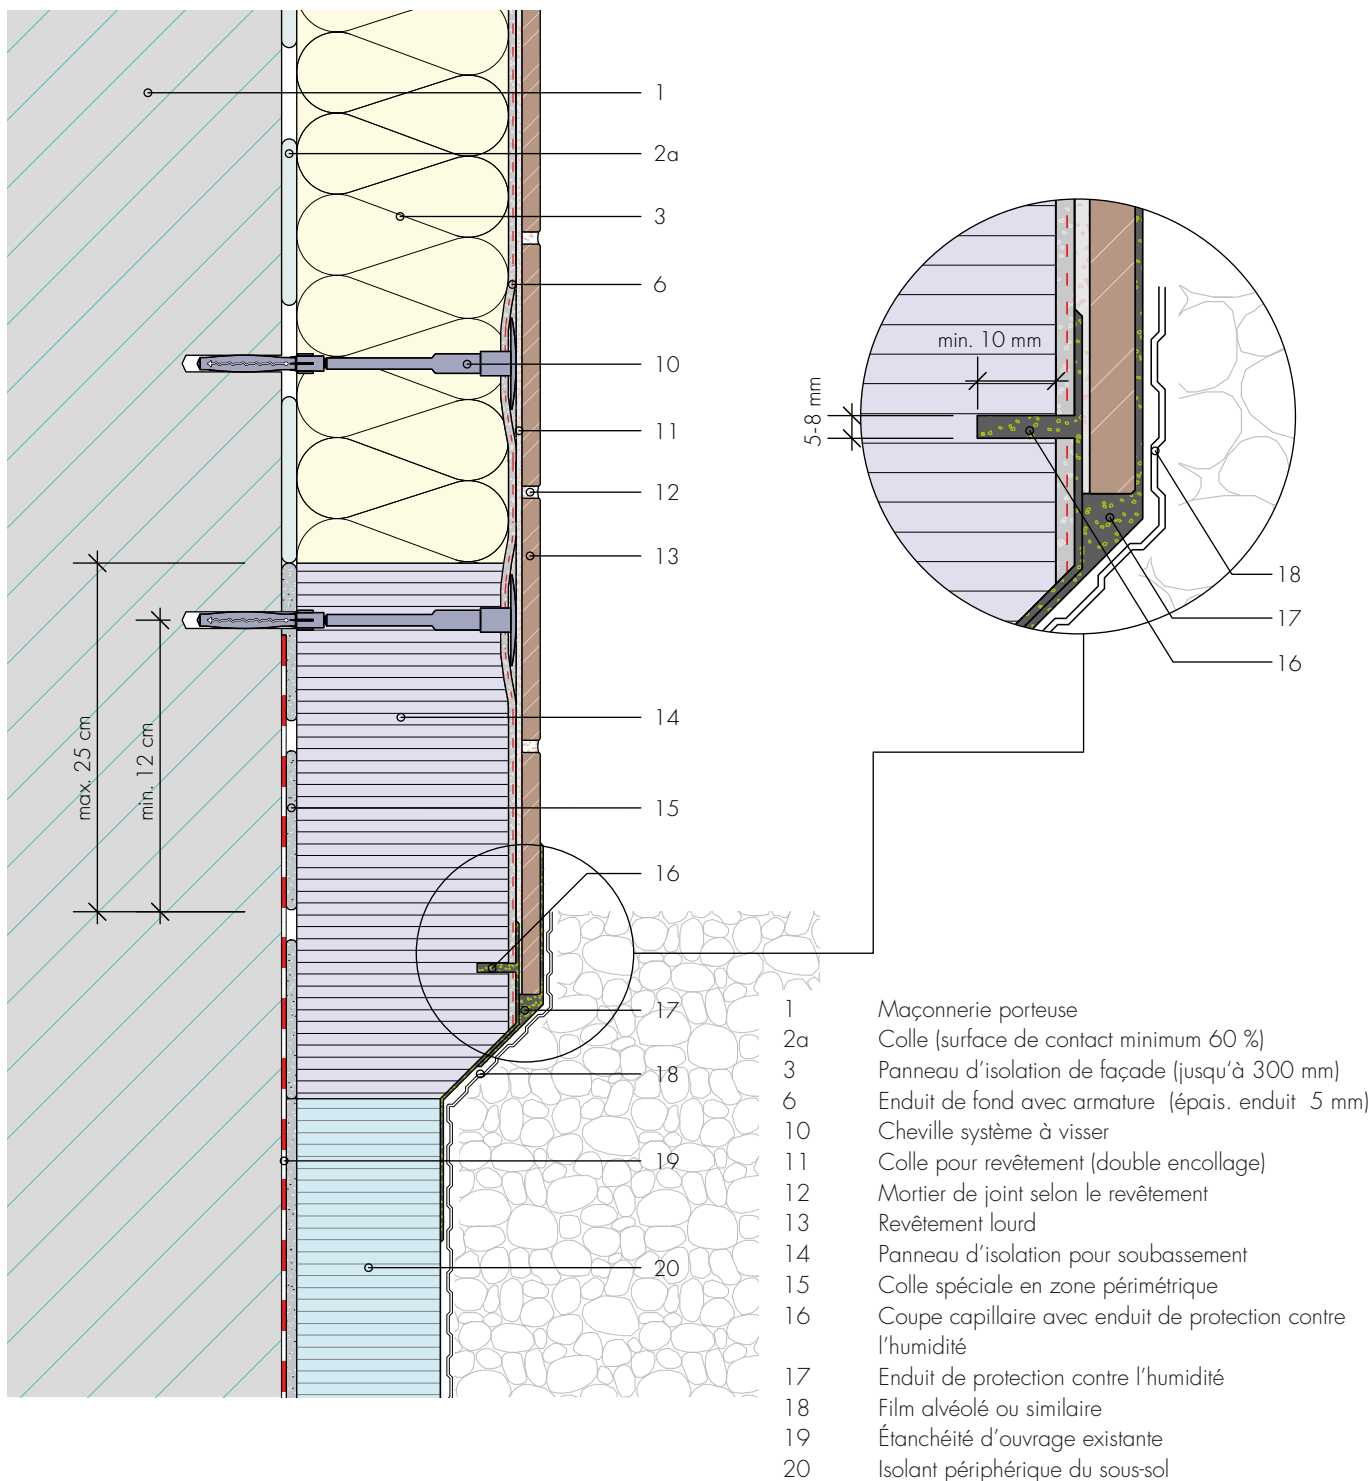 1
2a
3
6
10
11
12
13
14
15
16
17
18
19
20
max. 25 cm
min. 12 cm
min. 10 mm
5-8 mm
18
17
16
1 Maçonnerie porteuse
2a Colle (surface de contact minimum 60 %)
3 Panneau d'isolation de façade (jusqu'à 300 mm)
6 Enduit de fond avec armature (épais. enduit 5 mm)
10 Cheville système à visser
11 Colle pour revêtement (double encollage)
12 Mortier de joint selon le revêtement
13 Revêtement lourd
14 Panneau d'isolation pour soubassement
15 Colle spéciale en zone périmétrique
16 Coupe capillaire avec enduit de protection contre
l'humidité
17 Enduit de protection contre l'humidité
18 Film alvéolé ou similaire
19 Étanchéité d'ouvrage existante
20 Isolant périphérique du sous-sol